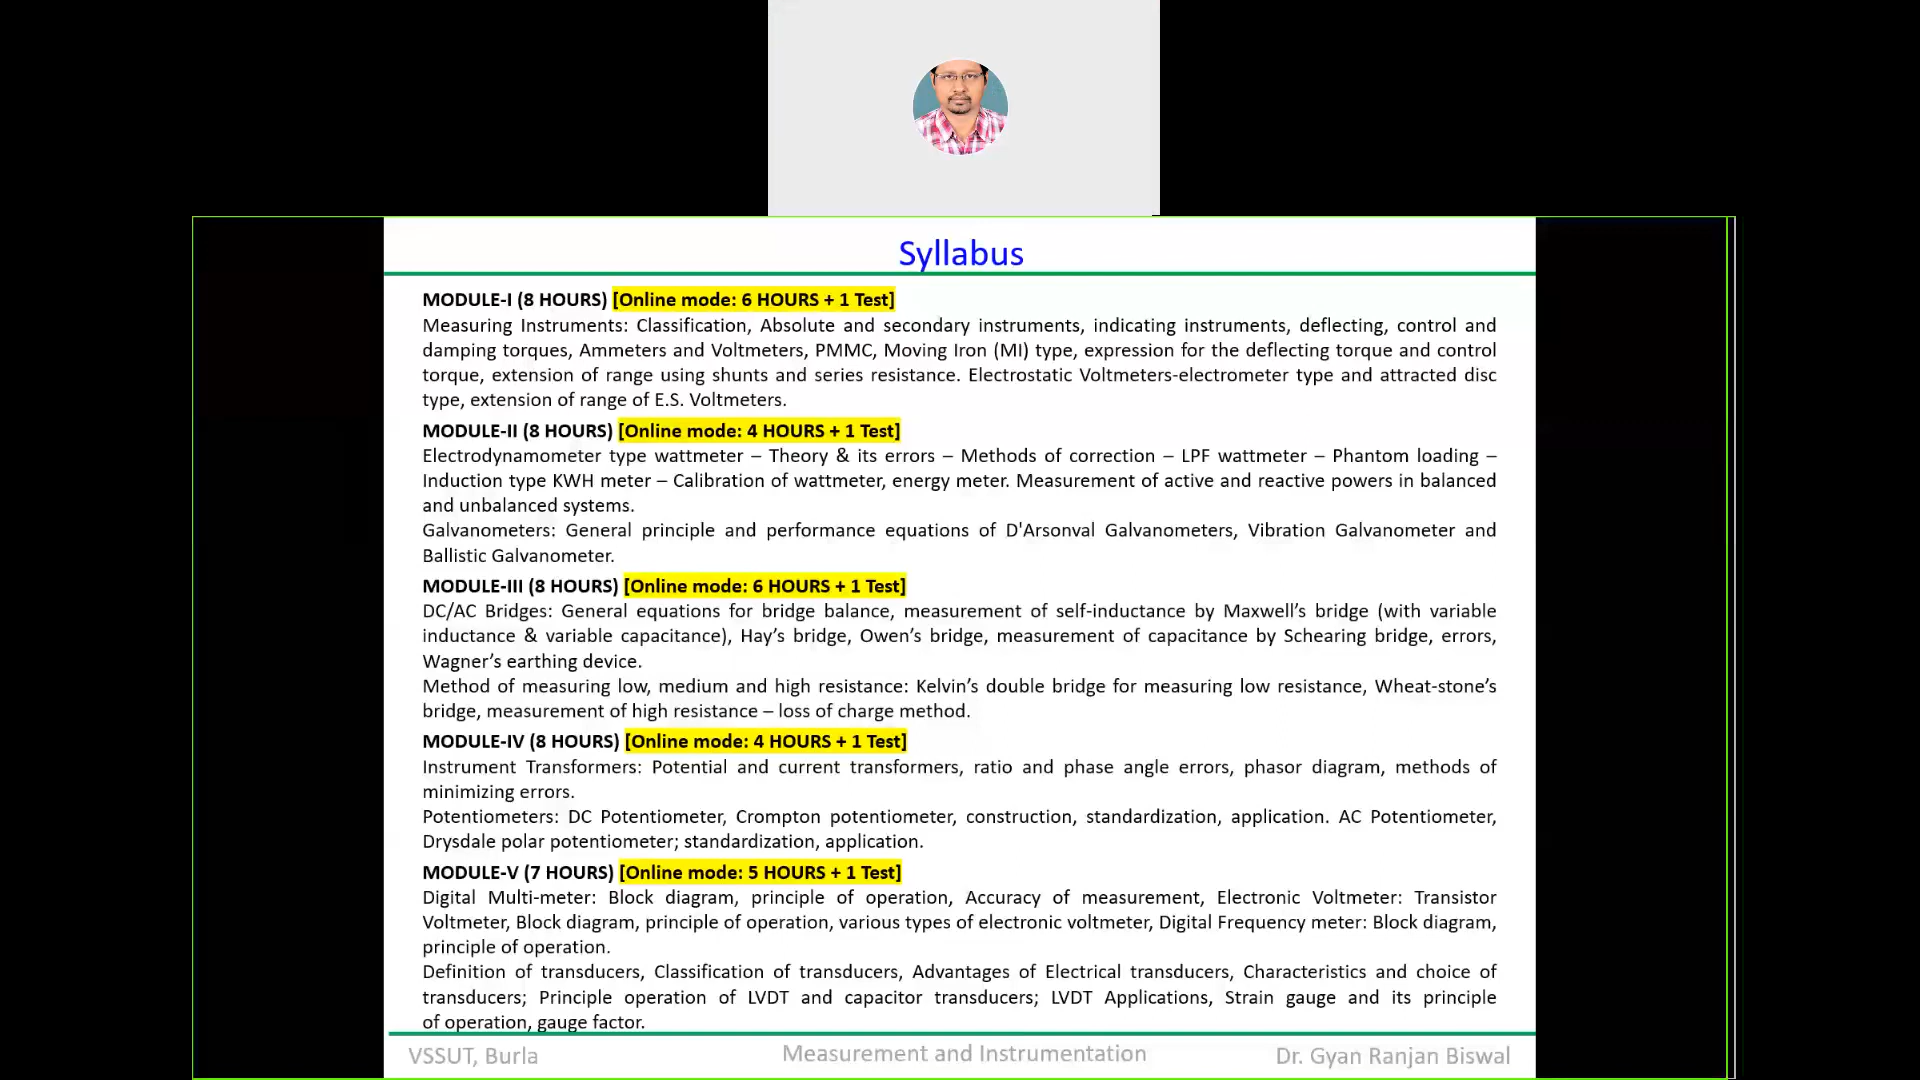 Syllabus
MODULE-I (8 HOURS) [Online mode: 6 HOURS + 1 Test]
Measuring Instruments: Classification, Absolute and secondary instruments, indicating instruments, deflecting, control and
damping torques, Ammeters and Voltmeters, PMMC, Moving Iron (MI) type, expression for the deflecting torque and control
torque, extension of range using shunts and series resistance. Electrostatic Voltmeters-electrometer type and attracted disc
type, extension of range of E.S. Voltmeters.
MODULE-II (8 HOURS) [Online mode: 4 HOURS + 1 Test]
Electrodynamometer type wattmeter – Theory & its errors – Methods of correction – LPF wattmeter – Phantom loading –
Induction type KWH meter – Calibration of wattmeter, energy meter. Measurement of active and reactive powers in balanced
and unbalanced systems.
Galvanometers: General principle and performance equations of D'Arsonval Galvanometers, Vibration Galvanometer and
Ballistic Galvanometer.
MODULE-III (8 HOURS) [Online mode: 6 HOURS + 1 Test]
DC/AC Bridges: General equations for bridge balance, measurement of self-inductance by Maxwell’s bridge (with variable
inductance & variable capacitance), Hay’s bridge, Owen’s bridge, measurement of capacitance by Schearing bridge, errors,
Wagner’s earthing device.
Method of measuring low, medium and high resistance: Kelvin’s double bridge for measuring low resistance, Wheat-stone’s
bridge, measurement of high resistance – loss of charge method.
MODULE-IV (8 HOURS) [Online mode: 4 HOURS + 1 Test]
Instrument Transformers: Potential and current transformers, ratio and phase angle errors, phasor diagram, methods of
minimizing errors.
Potentiometers: DC Potentiometer, Crompton potentiometer, construction, standardization, application. AC Potentiometer,
Drysdale polar potentiometer; standardization, application.
MODULE-V (7 HOURS) [Online mode: 5 HOURS + 1 Test]
Digital Multi-meter: Block diagram, principle of operation, Accuracy of measurement, Electronic Voltmeter: Transistor
Voltmeter, Block diagram, principle of operation, various types of electronic voltmeter, Digital Frequency meter: Block diagram,
principle of operation.
Definition of transducers, Classification of transducers, Advantages of Electrical transducers, Characteristics and choice of
transducers; Principle operation of LVDT and capacitor transducers; LVDT Applications, Strain gauge and its principle
of operation, gauge factor.
VSSUT, Burla
Measurement and Instrumentation
Dr. Gyan Ranjan Biswal